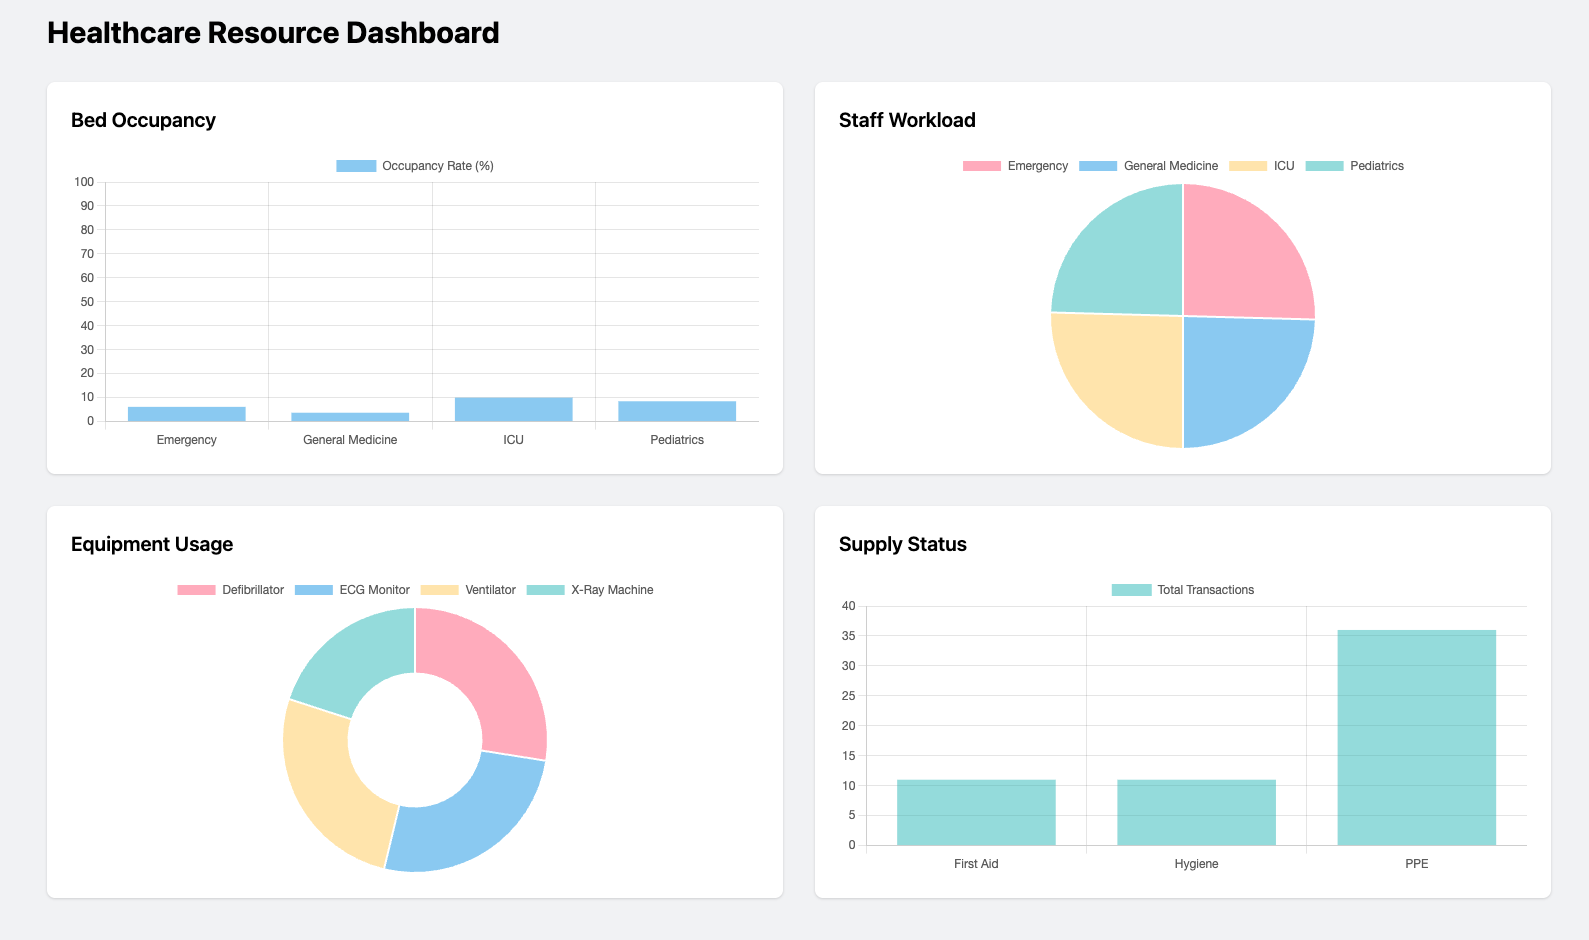 Healthcare Resource Dashboard
Bed Occupancy
Occupancy Rate (%)
100
90
80
70
60
50
40
30
20
10
0
Emergency General Medicine ICU Pediatrics
Staff Workload
Emergency General Medicine ICU Pediatrics
Equipment Usage
Defibrillator ECG Monitor Ventilator X-Ray Machine
Supply Status
Total Transactions
40
35
30
25
20
15
10
5
0
First Aid Hygiene PPE